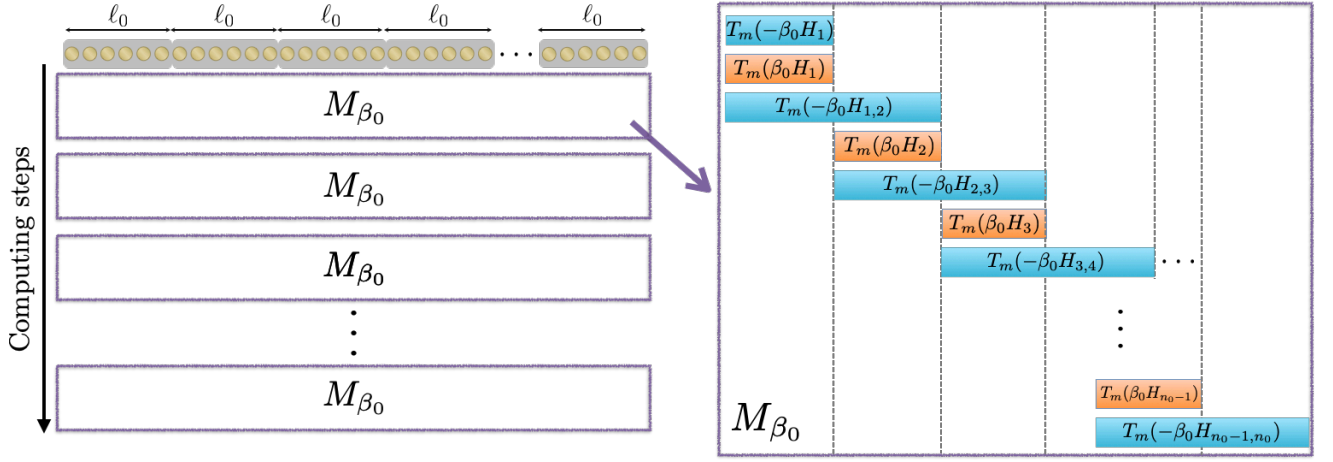 ℓ₀ ℓ₀ ℓ₀ ℓ₀ ℓ₀
...
Computing steps
M_{β₀}
M_{β₀}
M_{β₀}
⋮
M_{β₀}
T_m(-β₀H₁)
T_m(β₀H₁)
T_m(-β₀H_{1,2})
T_m(β₀H₂)
T_m(-β₀H_{2,3})
T_m(β₀H₃)
T_m(-β₀H_{3,4}) ...
⋮
T_m(β₀H_{n₀-1})
T_m(-β₀H_{n₀-1,n₀})
M_{β₀}